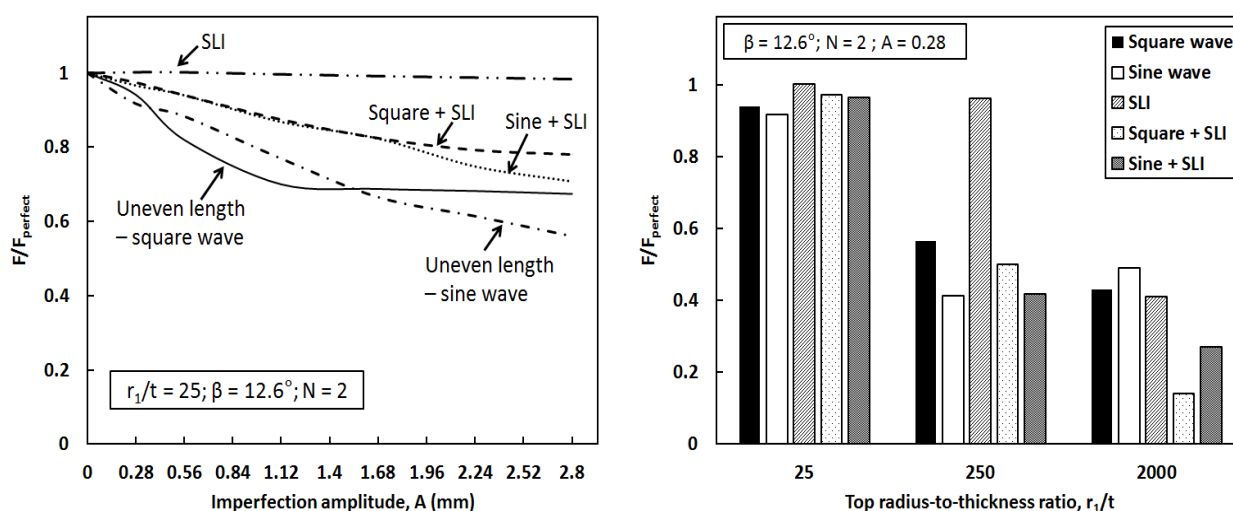 SLI
1
Square + SLI
Sine + SLI
0.8
0.6
Uneven length
– square wave
Uneven length
– sine wave
0.4
0.2
0
r₁/t = 25; β = 12.6°; N = 2
F/Fperfect
0 0.28 0.56 0.84 1.12 1.4 1.68 1.96 2.24 2.52 2.8
Imperfection amplitude, A (mm)
β = 12.6°; N = 2 ; A = 0.28
Square wave
Sine wave
SLI
Square + SLI
Sine + SLI
1
0.8
0.6
0.4
0.2
0
F/Fperfect
25 250 2000
Top radius-to-thickness ratio, r₁/t